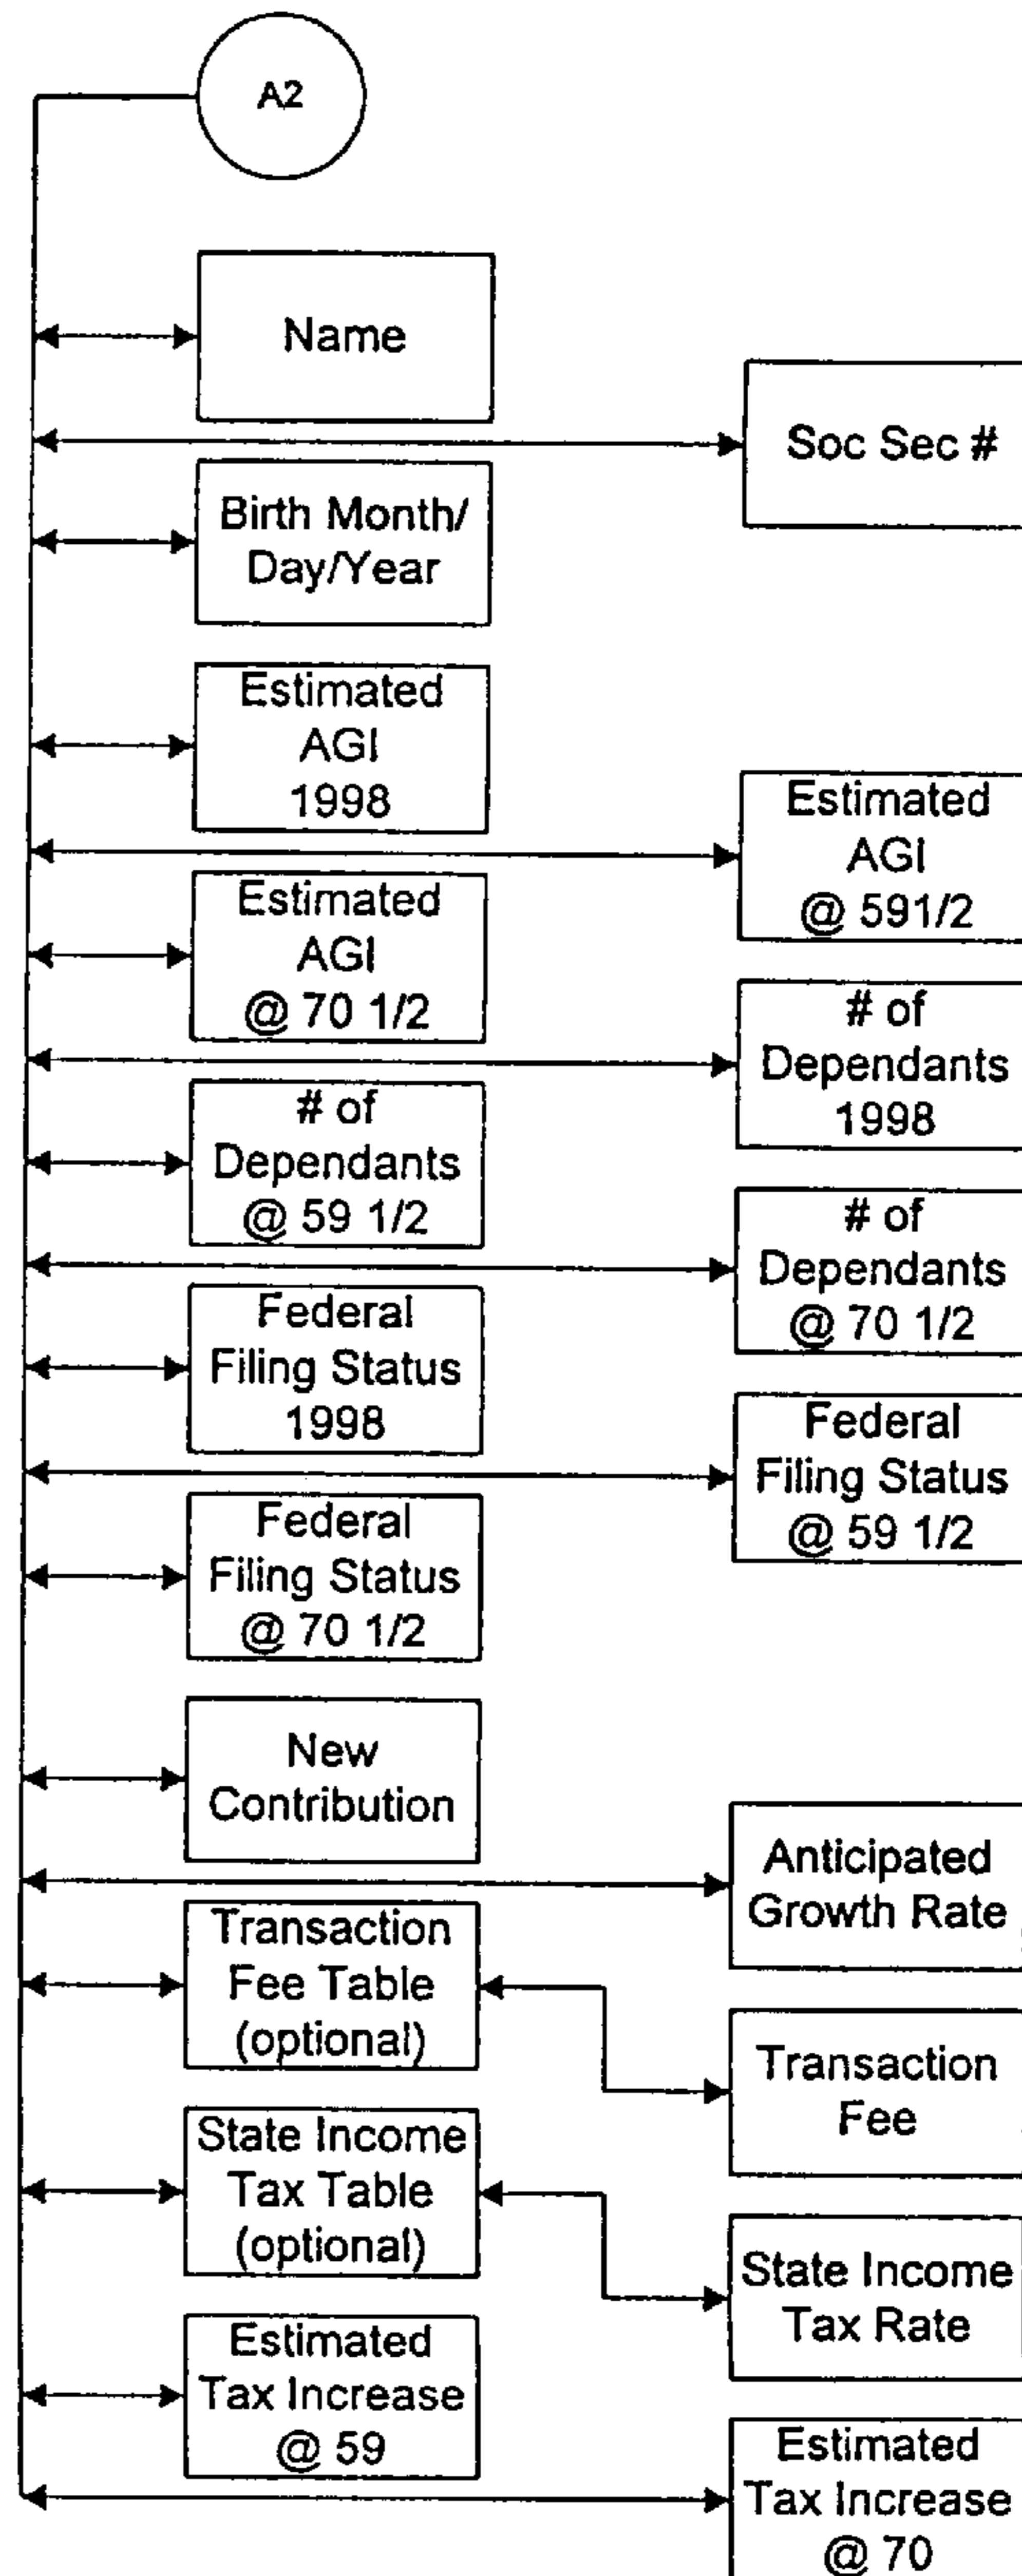 A2
Name
Soc Sec #
Birth Month/
Day/Year
Estimated
AGI
1998
Estimated
AGI
@ 591/2
Estimated
AGI
@ 70 1/2
# of
Dependants
1998
# of
Dependants
@ 59 1/2
# of
Dependants
@ 70 1/2
Federal
Filing Status
1998
Federal
Filing Status
@ 59 1/2
Federal
Filing Status
@ 70 1/2
New
Contribution
Anticipated
Growth Rate
Transaction
Fee Table
(optional)
Transaction
Fee
State Income
Tax Table
(optional)
State Income
Tax Rate
Estimated
Tax Increase
@ 59
Estimated
Tax Increase
@ 70